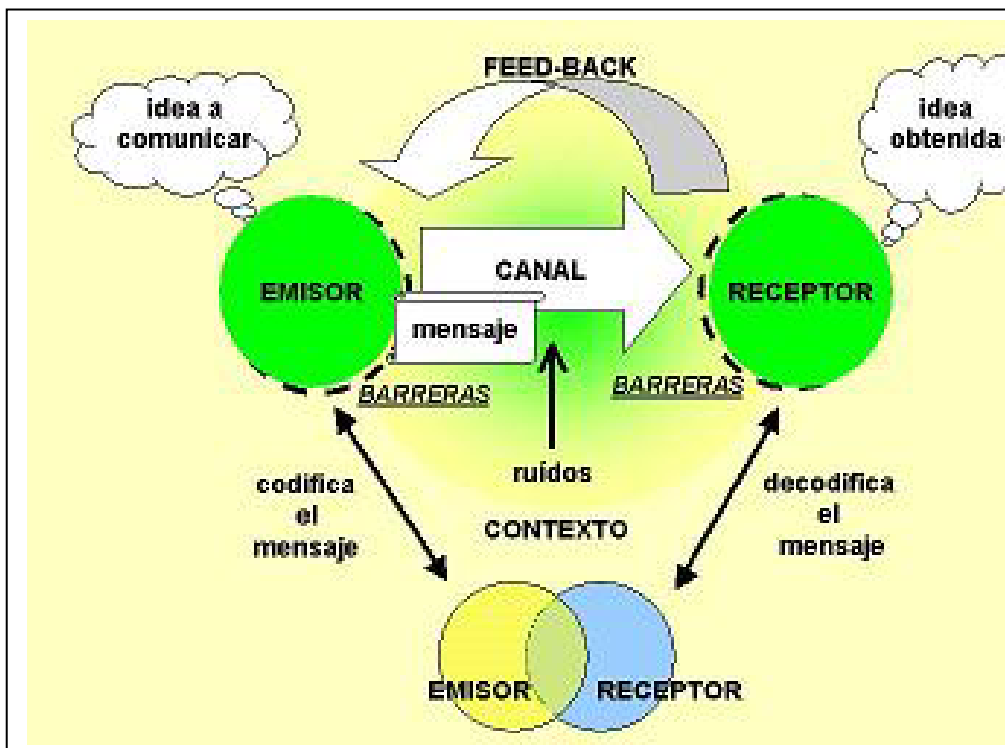 FEED-BACK
idea a
comunicar
idea
obtenida
EMISOR
CANAL
RECEPTOR
mensaje
BARRERAS
BARRERAS
ruídos
codifica
el
mensaje
decodifica
el
mensaje
CONTEXTO
EMISOR
RECEPTOR